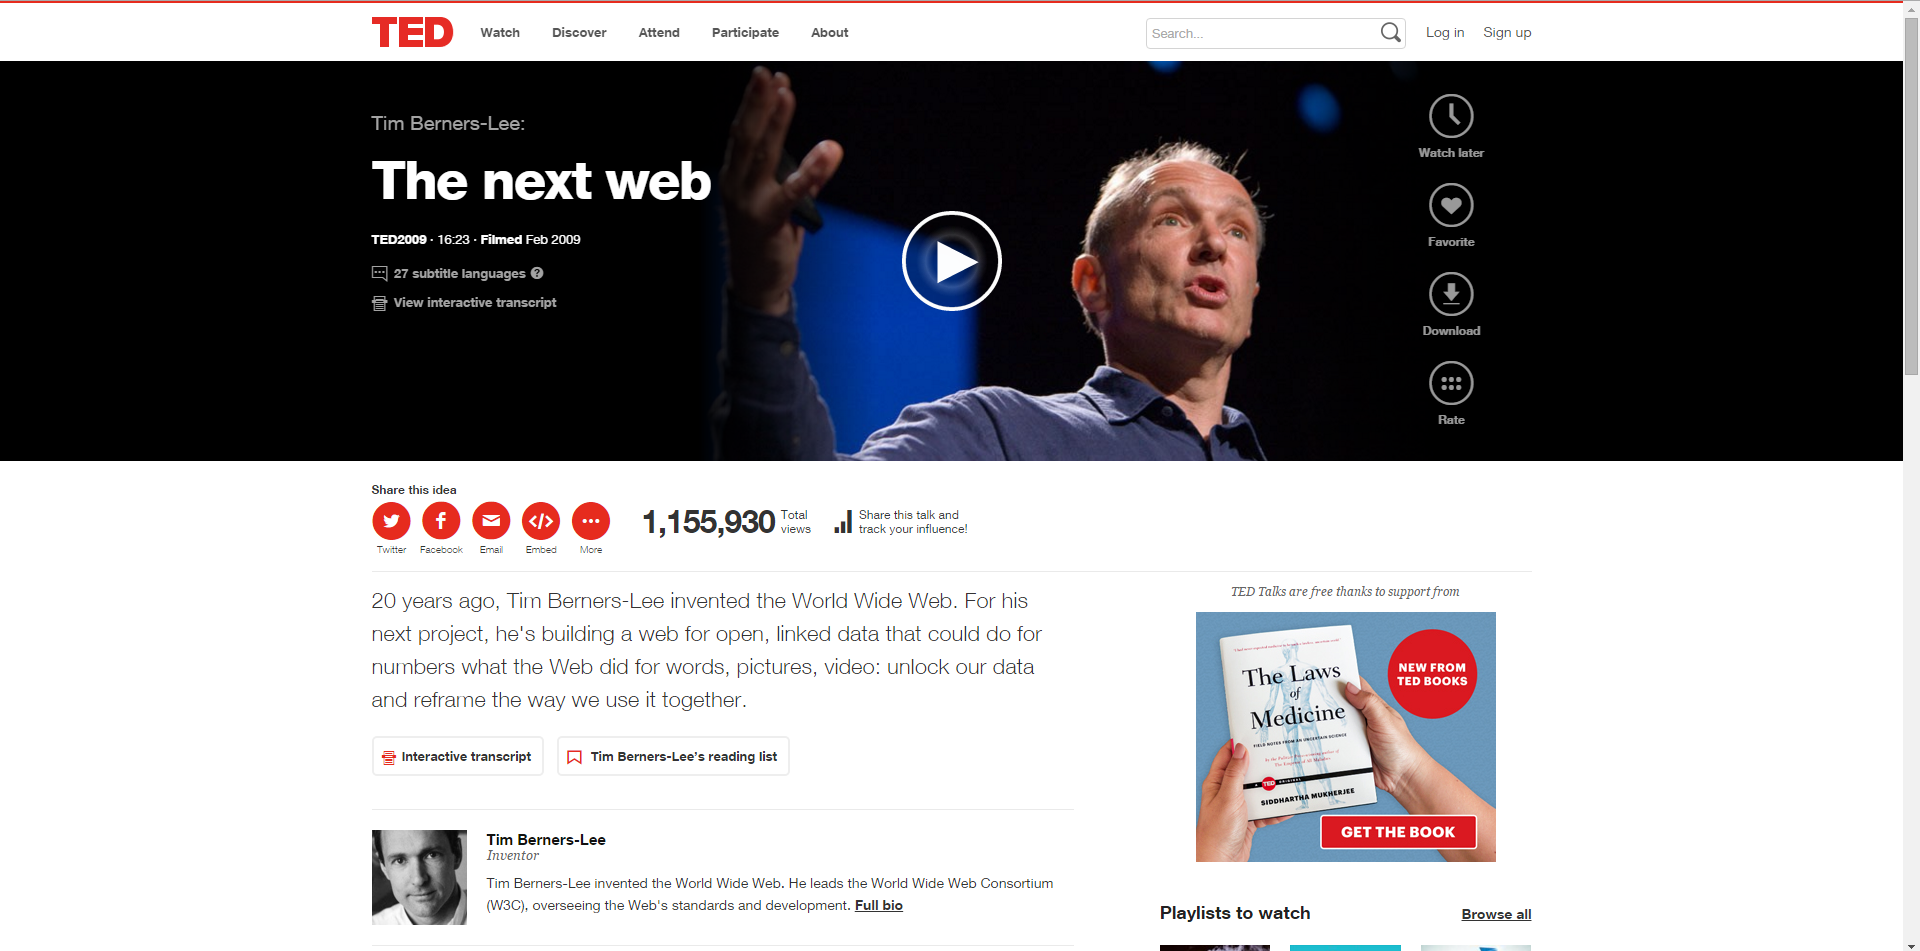 TED
Watch
Discover
Attend
Participate
About
Search...
Log in
Sign up
Tim Berners-Lee:
The next web
TED2009 · 16:23 · Filmed Feb 2009
27 subtitle languages ?
View interactive transcript
Watch later
Favorite
Download
Rate
Share this idea
Twitter
Facebook
Email
Embed
More
1,155,930 Total views
Share this talk and
track your influence!
20 years ago, Tim Berners-Lee invented the World Wide Web. For his
next project, he's building a web for open, linked data that could do for
numbers what the Web did for words, pictures, video: unlock our data
and reframe the way we use it together.
Interactive transcript
Tim Berners-Lee's reading list
Tim Berners-Lee
Inventor
Tim Berners-Lee invented the World Wide Web. He leads the World Wide Web Consortium
(W3C), overseeing the Web's standards and development. Full bio
TED Talks are free thanks to support from
The Laws
of
Medicine
FIELD NOTES FROM AN UNCERTAIN SCIENCE
A TED ORIGINAL
SIDDHARTHA MUKHERJEE
NEW FROM
TED BOOKS
GET THE BOOK
Playlists to watch
Browse all